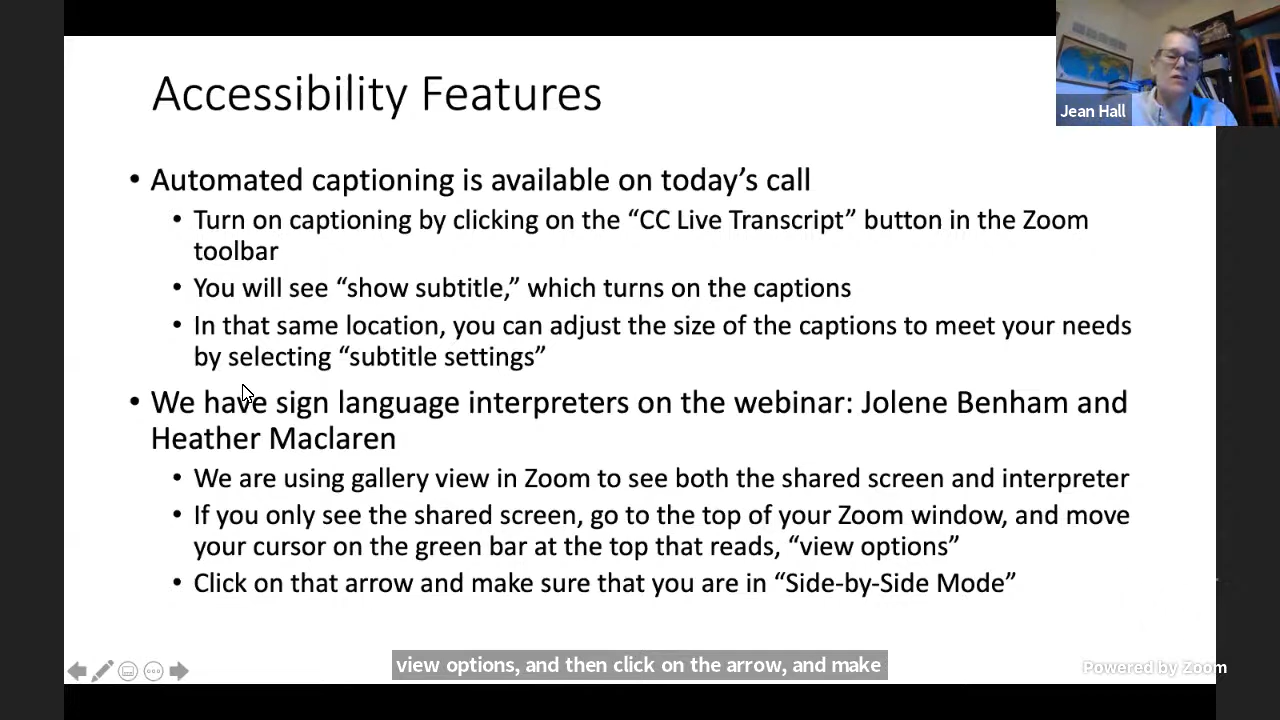 Accessibility Features
Jean Hall
• Automated captioning is available on today’s call
• Turn on captioning by clicking on the “CC Live Transcript” button in the Zoom
toolbar
• You will see “show subtitle,” which turns on the captions
• In that same location, you can adjust the size of the captions to meet your needs
by selecting “subtitle settings”
• We have sign language interpreters on the webinar: Jolene Benham and
Heather Maclaren
• We are using gallery view in Zoom to see both the shared screen and interpreter
• If you only see the shared screen, go to the top of your Zoom window, and move
your cursor on the green bar at the top that reads, “view options”
• Click on that arrow and make sure that you are in “Side-by-Side Mode”
view options, and then click on the arrow, and make
Powered by Zoom